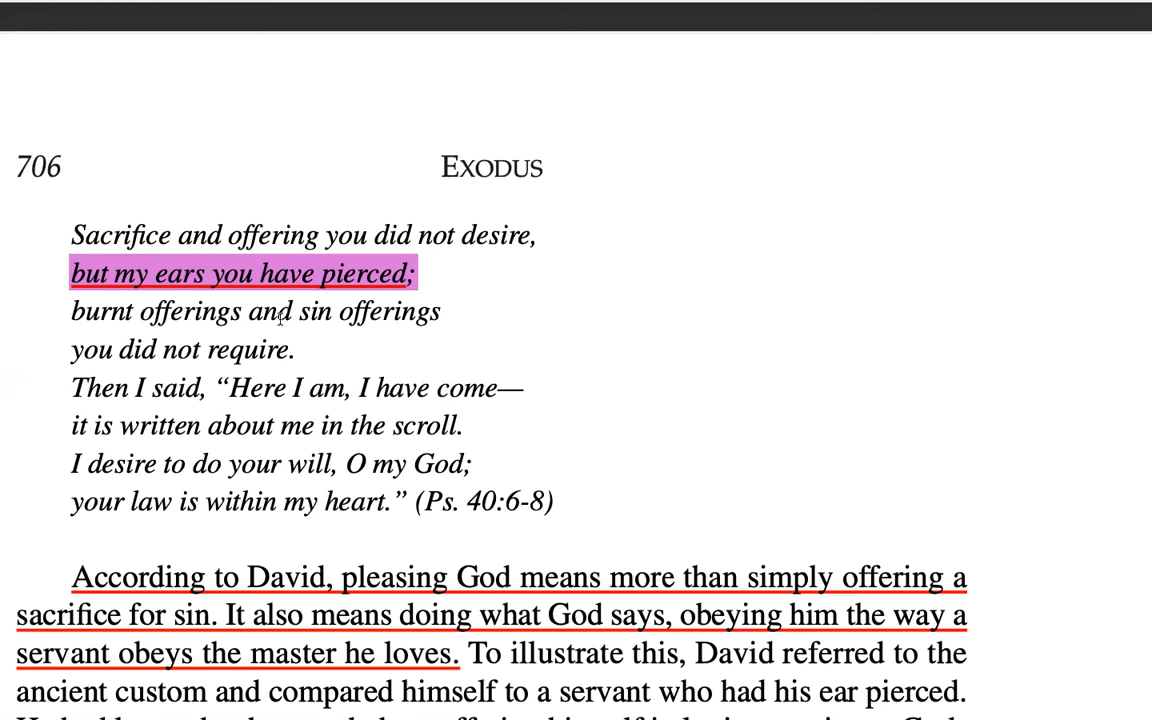 706 EXODUS
Sacrifice and offering you did not desire,
but my ears you have pierced;
burnt offerings and sin offerings
you did not require.
Then I said, “Here I am, I have come—
it is written about me in the scroll.
I desire to do your will, O my God;
your law is within my heart.” (Ps. 40:6-8)
According to David, pleasing God means more than simply offering a
sacrifice for sin. It also means doing what God says, obeying him the way a
servant obeys the master he loves. To illustrate this, David referred to the
ancient custom and compared himself to a servant who had his ear pierced.